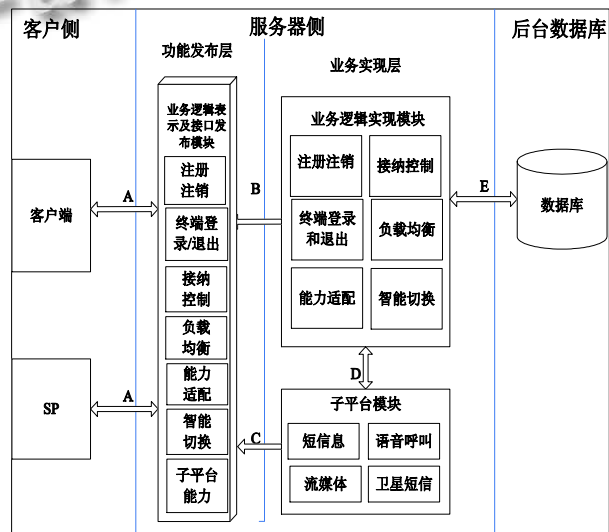 客户侧
服务器侧
后台数据库
功能发布层
业务实现层
业务逻辑表
示及接口发
布模块
注册
注销
终端登
录/退出
接纳
控制
负载
均衡
能力
适配
智能
切换
子平台
能力
客户端
SP
A
A
B
C
业务逻辑实现模块
注册注销
接纳控制
终端登录
和退出
负载均衡
能力适配
智能切换
D
子平台模块
短信息
语音呼叫
流媒体
卫星短信
E
数据库